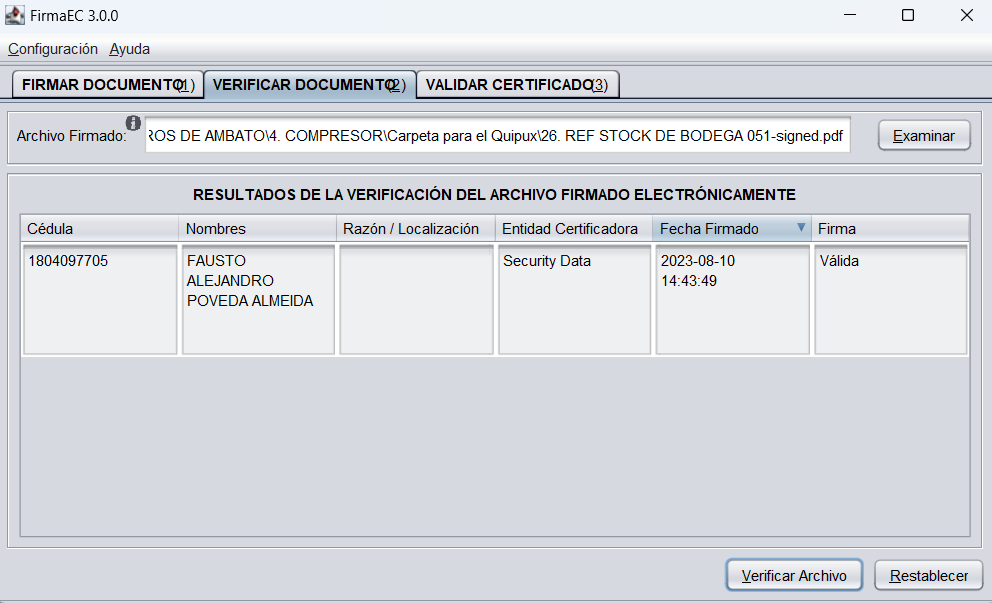 FirmaEC 3.0.0
Configuración Ayuda
FIRMAR DOCUMENTO(1) VERIFICAR DOCUMENTO(2) VALIDAR CERTIFICADO(3)
Archivo Firmado: ROS DE AMBATO\4. COMPRESOR\Carpeta para el Quipux\26. REF STOCK DE BODEGA 051-signed.pdf Examinar
RESULTADOS DE LA VERIFICACIÓN DEL ARCHIVO FIRMADO ELECTRÓNICAMENTE
Cédula Nombres Razón / Localización Entidad Certificadora Fecha Firmado Firma
1804097705 FAUSTO Security Data 2023-08-10 Válida
ALEJANDRO 14:43:49
POVEDA ALMEIDA
Verificar Archivo Restablecer